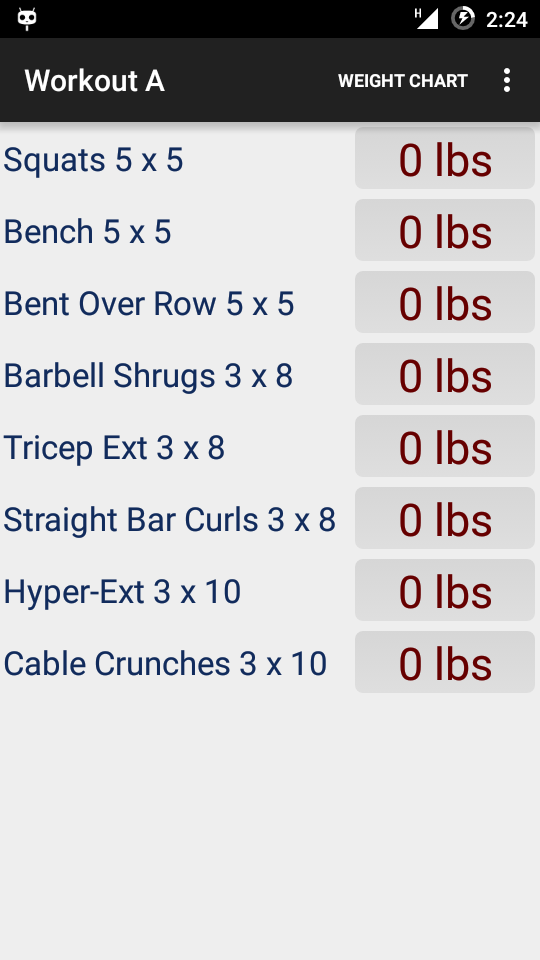 H 2:24
Workout A WEIGHT CHART
Squats 5 x 5 0 lbs
Bench 5 x 5 0 lbs
Bent Over Row 5 x 5 0 lbs
Barbell Shrugs 3 x 8 0 lbs
Tricep Ext 3 x 8 0 lbs
Straight Bar Curls 3 x 8 0 lbs
Hyper-Ext 3 x 10 0 lbs
Cable Crunches 3 x 10 0 lbs